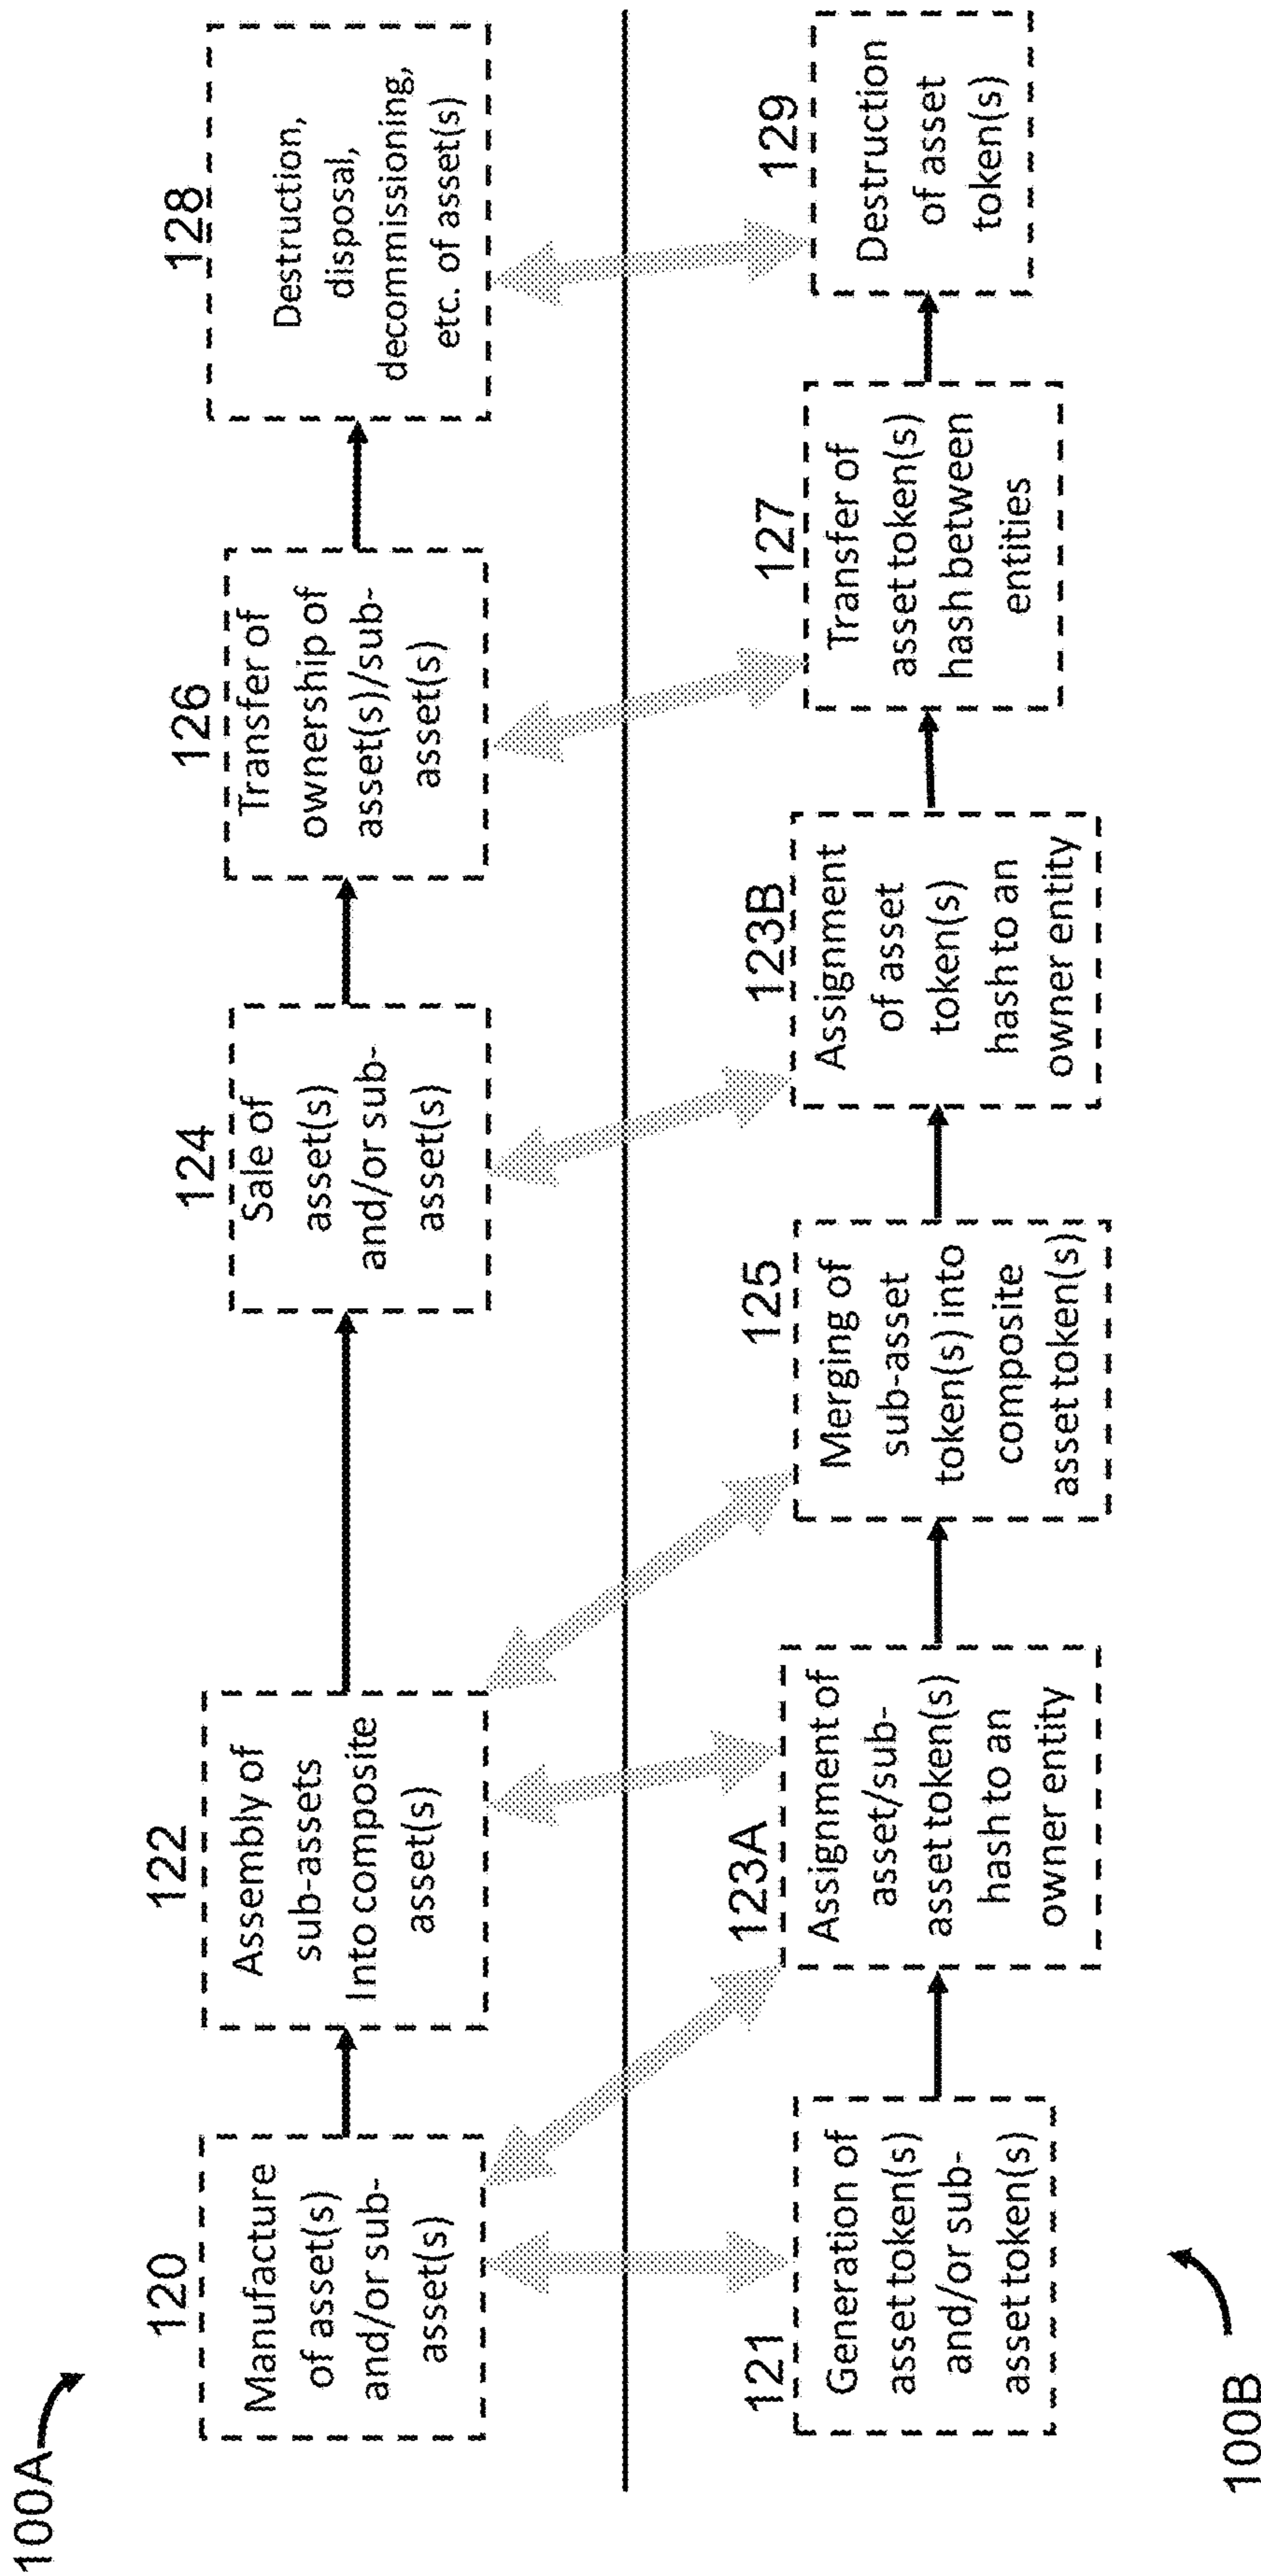 100A
120
Manufacture
of asset(s)
and/or sub-
asset(s)
122
Assembly of
sub-assets
Into composite
asset(s)
124
Sale of
asset(s)
and/or sub-
asset(s)
126
Transfer of
ownership of
asset(s)/sub-
asset(s)
128
Destruction,
disposal,
decommissioning,
etc. of asset(s)
121
Generation of
asset token(s)
and/or sub-
asset token(s)
123A
Assignment of
asset/sub-
asset token(s)
hash to an
owner entity
125
Merging of
sub-asset
token(s) into
composite
asset token(s)
123B
Assignment
of asset
token(s)
hash to an
owner entity
127
Transfer of
asset token(s)
hash between
entities
129
Destruction
of asset
token(s)
100B